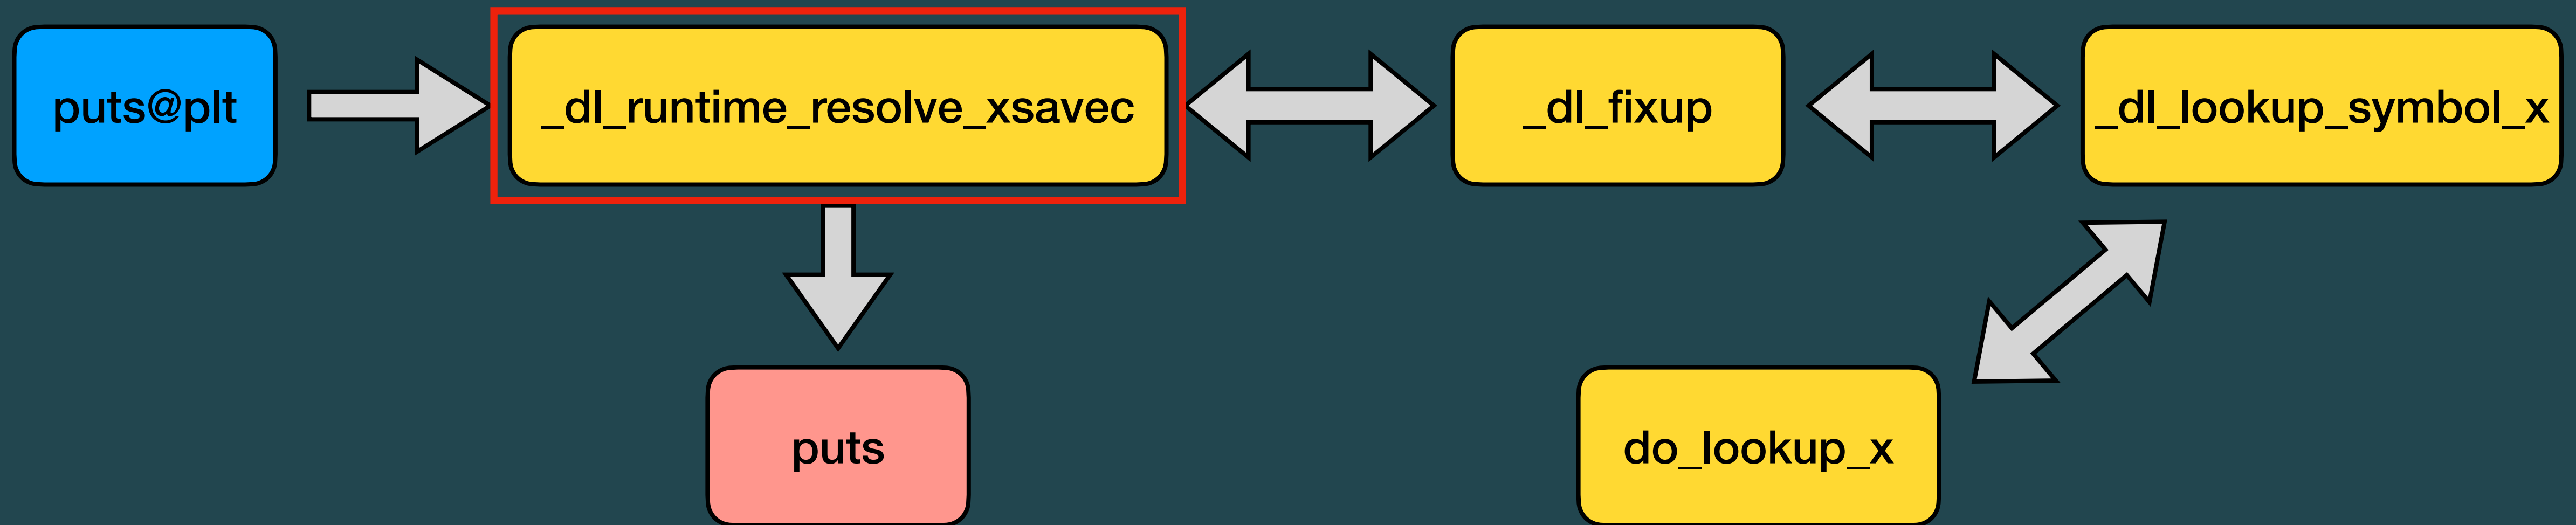 puts@plt
_dl_runtime_resolve_xsavec
_dl_fixup
_dl_lookup_symbol_x
puts
do_lookup_x